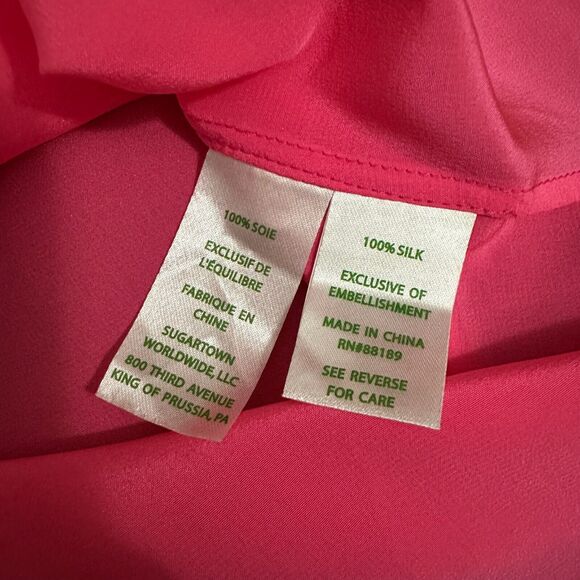 100% SOIE
EXCLUSIF DE
L'ÉQUILIBRE
FABRIQUE EN
CHINE
SUGARTOWN
WORLDWIDE, LLC
800 THIRD AVENUE
KING OF PRUSSIA, PA
100% SILK
EXCLUSIVE OF
EMBELLISHMENT
MADE IN CHINA
RN#88189
SEE REVERSE
FOR CARE